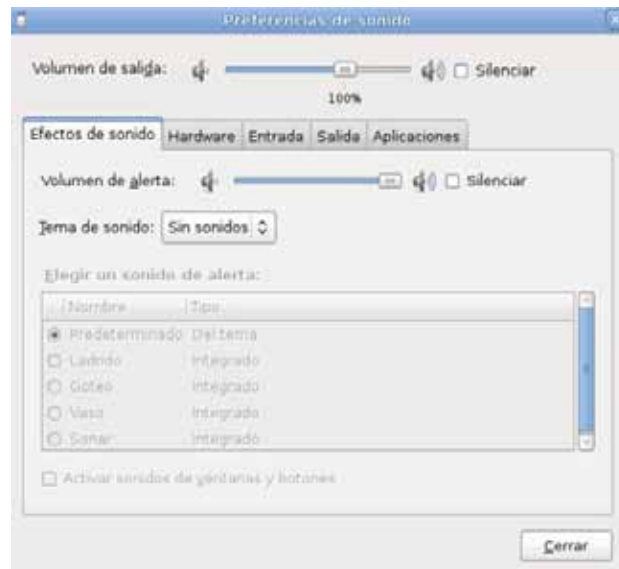 Preferencias de sonido
Volumen de salida: Silenciar
100%
Efectos de sonido Hardware Entrada Salida Aplicaciones
Volumen de alerta: Silenciar
Tema de sonido: Sin sonidos
Elegir un sonido de alerta:
Nombre Tipo
Predeterminado Del tema
Ladrido Integrado
Goteo Integrado
Vaso Integrado
Sonar Integrado
Activar sonidos de ventanas y botones
Cerrar